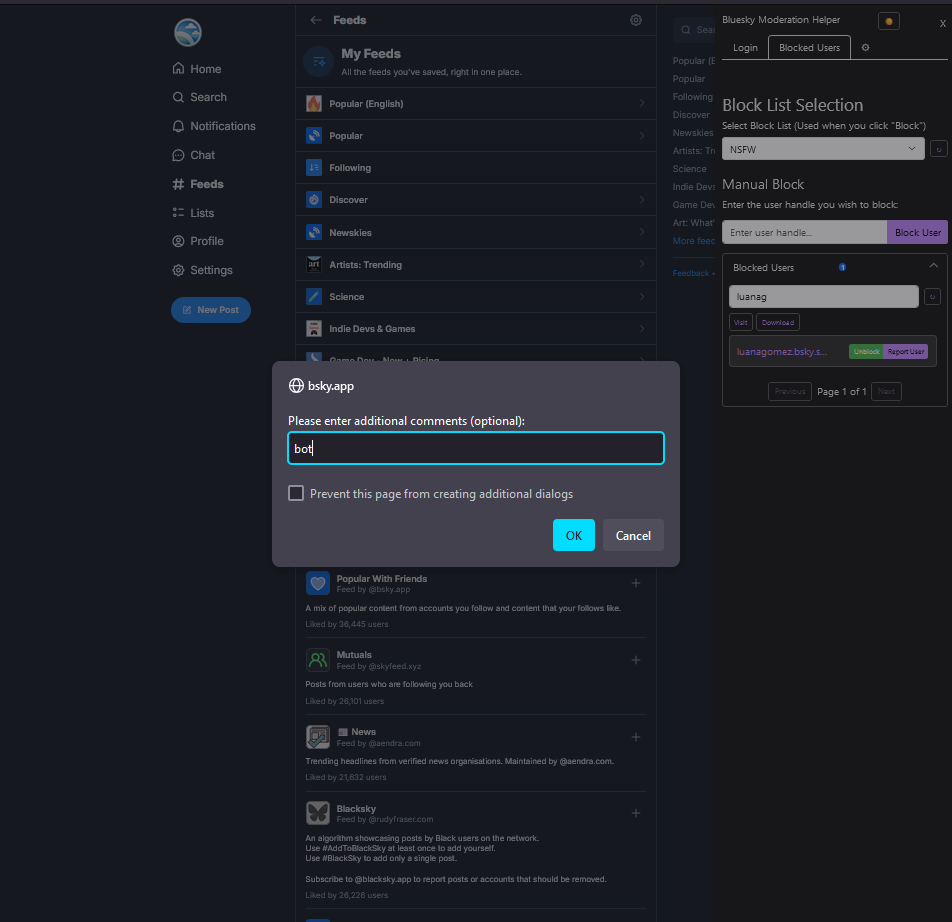 Home
Search
Notifications
Chat
Feeds
Lists
Profile
Settings
New Post
Feeds
My Feeds
All the feeds you've saved, right in one place.
Popular (English)
Popular
Following
Discover
Newskies
Artists: Trending
Science
Indie Devs & Games
Game Dev - New + Rising
bsky.app
Please enter additional comments (optional):
bot
Prevent this page from creating additional dialogs
OK
Cancel
Popular With Friends
Feed by @bsky.app
A mix of popular content from accounts you follow and content that your follows like.
Liked by 36,445 users
Mutuals
Feed by @skyfeed.xyz
Posts from users who are following you back
Liked by 26,101 users
News
Feed by @aendra.com
Trending headlines from verified news organisations. Maintained by @aendra.com.
Liked by 21,632 users
Blacksky
Feed by @rudyfraser.com
An algorithm showcasing posts by Black users on the network.
Use #AddToBlackSky at least once to add yourself.
Use #BlackSky to add only a single post.
Subscribe to @blacksky.app to report posts or accounts that should be removed.
Liked by 26,226 users
Sear
Popular (E
Popular
Following
Discover
Newskies
Artists: Tr
Science
Indie Devs
Game Dev
Art: What'
More feed
Feedback
Bluesky Moderation Helper
X
Login
Blocked Users
Block List Selection
Select Block List (Used when you click "Block")
NSFW
Manual Block
Enter the user handle you wish to block:
Enter user handle...
Block User
Blocked Users
1
luanag
Visit
Download
luanagomez.bsky.s...
Unblock
Report User
Previous
Page 1 of 1
Next